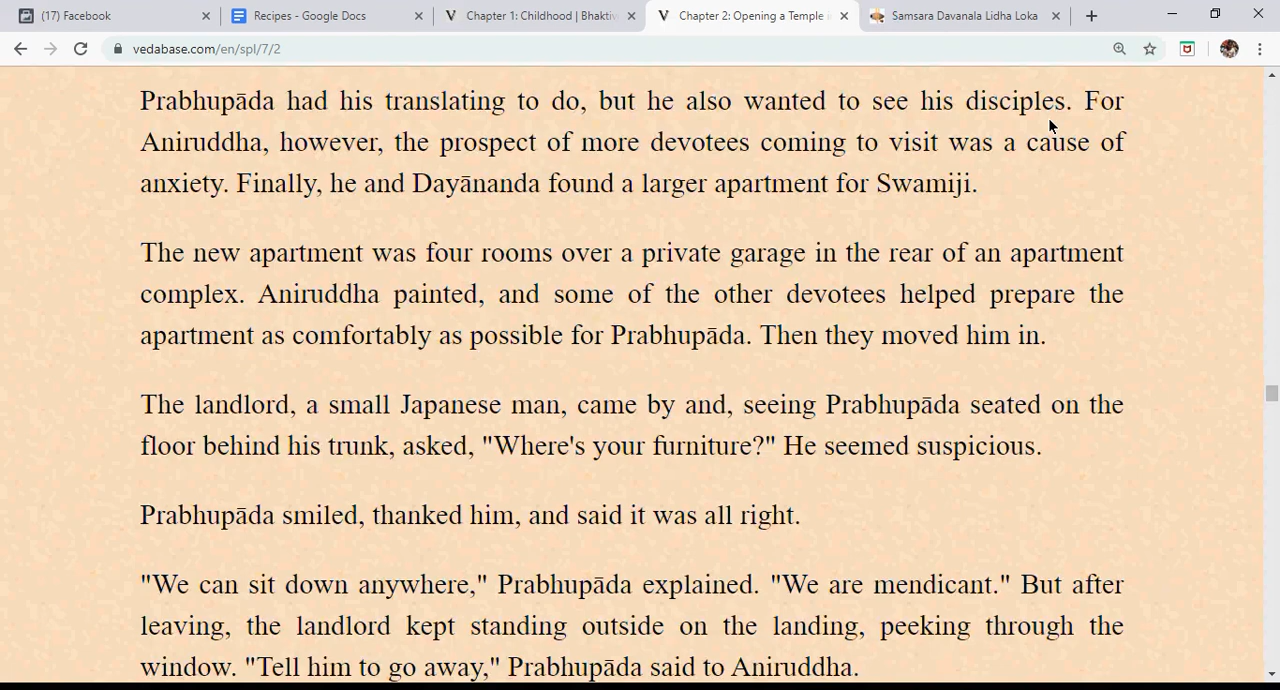 (17) Facebook
Recipes - Google Docs
Chapter 1: Childhood | Bhaktiv
Chapter 2: Opening a Temple i
Samsara Davanala Lidha Loka
vedabase.com/en/spl/7/2
Prabhupāda had his translating to do, but he also wanted to see his disciples. For
Aniruddha, however, the prospect of more devotees coming to visit was a cause of
anxiety. Finally, he and Dayānanda found a larger apartment for Swamiji.
The new apartment was four rooms over a private garage in the rear of an apartment
complex. Aniruddha painted, and some of the other devotees helped prepare the
apartment as comfortably as possible for Prabhupāda. Then they moved him in.
The landlord, a small Japanese man, came by and, seeing Prabhupāda seated on the
floor behind his trunk, asked, "Where's your furniture?" He seemed suspicious.
Prabhupāda smiled, thanked him, and said it was all right.
"We can sit down anywhere," Prabhupāda explained. "We are mendicant." But after
leaving, the landlord kept standing outside on the landing, peeking through the
window. "Tell him to go away," Prabhupāda said to Aniruddha.